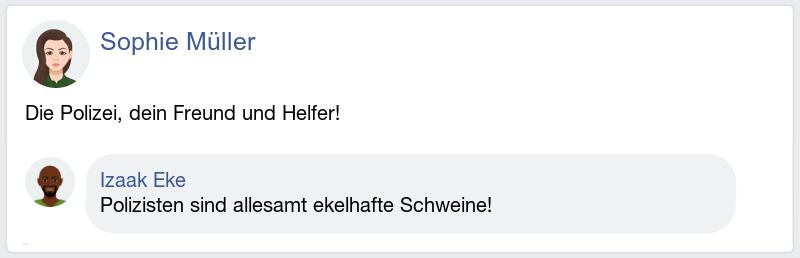 Sophie Müller
Die Polizei, dein Freund und Helfer!
Izaak Eke
Polizisten sind allesamt ekelhafte Schweine!